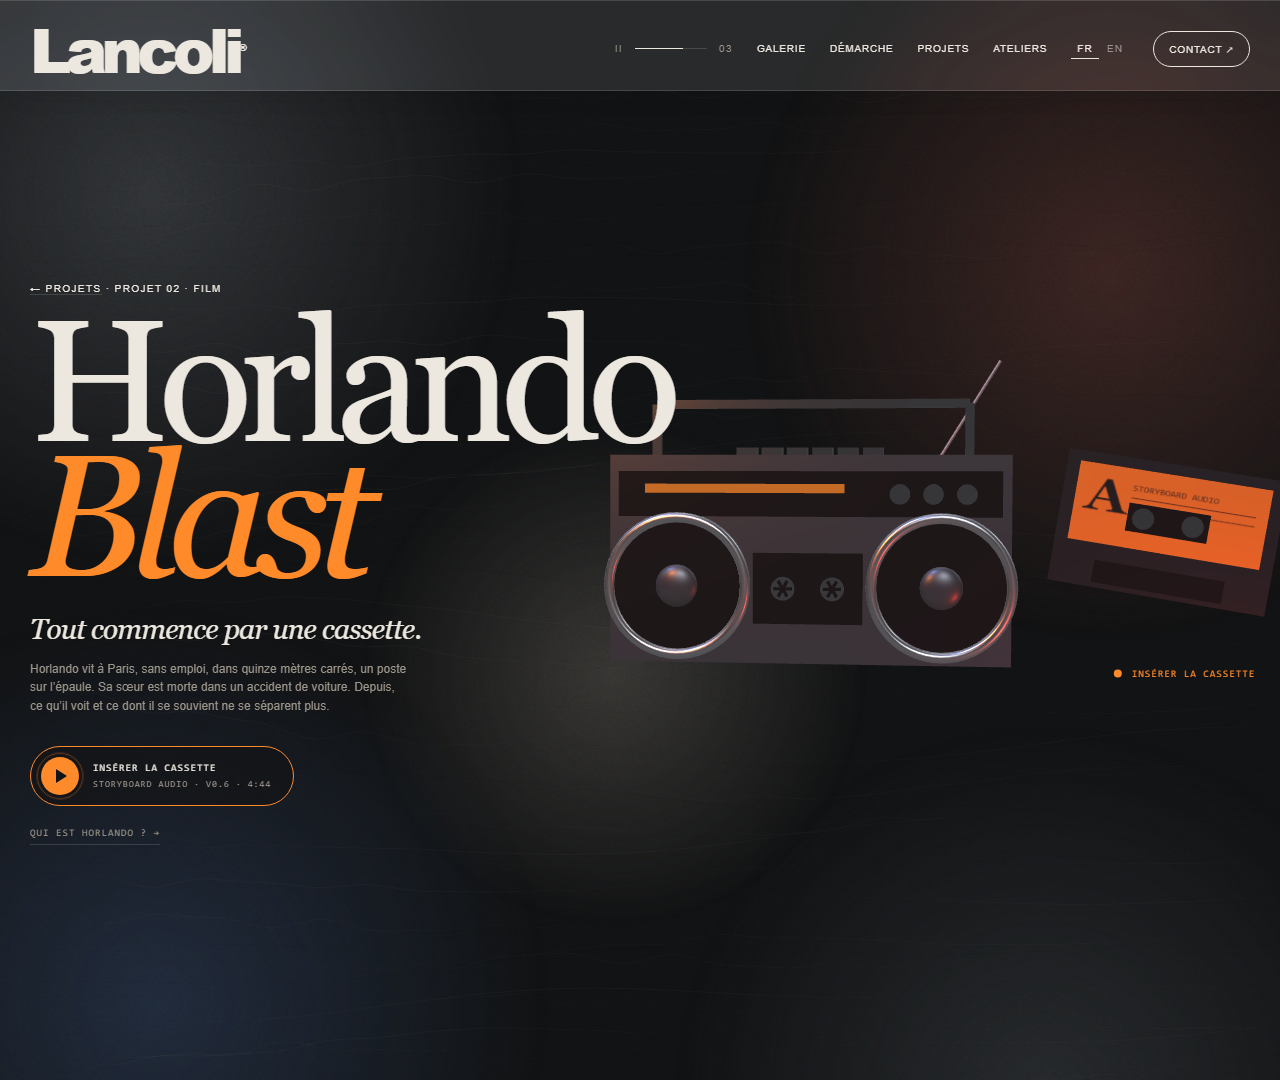 Lancoli®
03 GALERIE DÉMARCHE PROJETS ATELIERS FR EN CONTACT ↗
← PROJETS · PROJET 02 · FILM
Horlando
Blast
A STORYBOARD AUDIO
Tout commence par une cassette.
Horlando vit à Paris, sans emploi, dans quinze mètres carrés, un poste
sur l'épaule. Sa sœur est morte dans un accident de voiture. Depuis,
ce qu'il voit et ce dont il se souvient ne se séparent plus.
INSÉRER LA CASSETTE
INSÉRER LA CASSETTE
STORYBOARD AUDIO · V0.6 · 4:44
QUI EST HORLANDO ? →